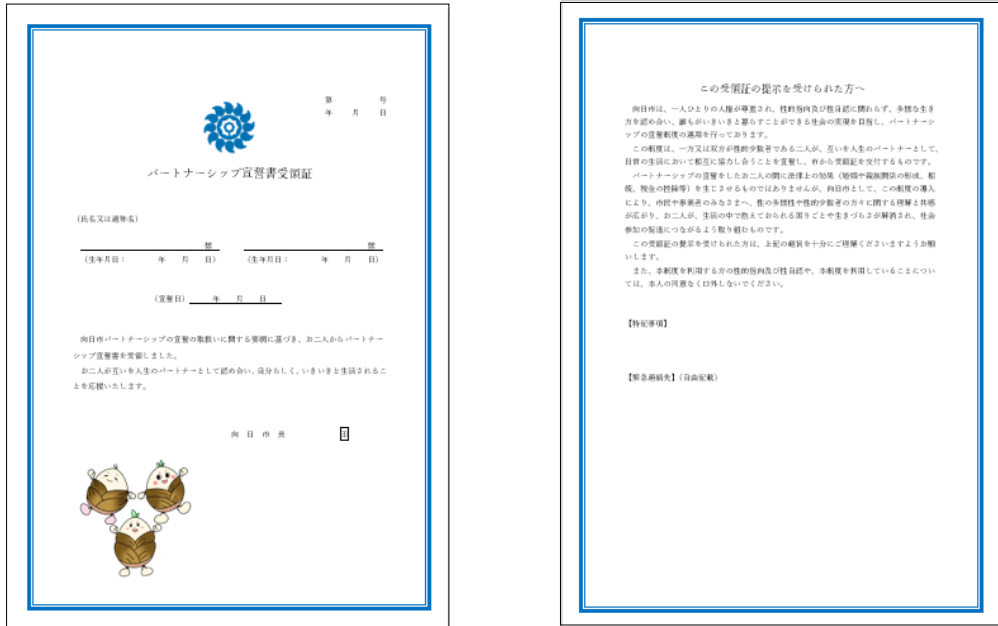 第　　　号
年　月　日
パートナーシップ宣誓書受領証
(氏名又は通称名)
様　　　様
(生年月日：　　年　月　日)　(生年月日：　　年　月　日)
(宣誓日)　　年　月　日
向日市パートナーシップの宣誓の取扱いに関する要綱に基づき、お二人からパートナー
シップ宣誓書を受領しました。
お二人が互いを人生のパートナーとして認め合い、自分らしく、いきいきと生活されるこ
とを応援いたします。
向　日　市　長　　　印
この受領証の提示を受けられた方へ
向日市は、一人ひとりの人権が尊重され、性的指向及び性自認に関わらず、多様な生き
方を認め合い、誰もがいきいきと暮らすことができる社会の実現を目指し、パートナーシ
ップの宣誓制度の運用を行っております。
この制度は、一方又は双方が性的少数者である二人が、互いを人生のパートナーとして、
日常の生活において相互に協力し合うことを宣誓し、市から受領証を交付するものです。
パートナーシップの宣誓をしたお二人の間に法律上の効果（婚姻や親族関係の形成、相
続、税金の控除等）を生じさせるものではありませんが、向日市として、この制度の導入
により、市民や事業者のみなさまへ、性の多様性や性的少数者の方々に関する理解と共感
が広がり、お二人が、生活の中で抱えておられる困りごとや生きづらさが解消され、社会
参加の促進につながるよう取り組むものです。
この受領証の提示を受けられた方は、上記の趣旨を十分にご理解くださいますようお願
いします。
また、本制度を利用する方の性的指向及び性自認や、本制度を利用していることについ
ては、本人の同意なく口外しないでください。
【特記事項】
【緊急連絡先】(自由記載)